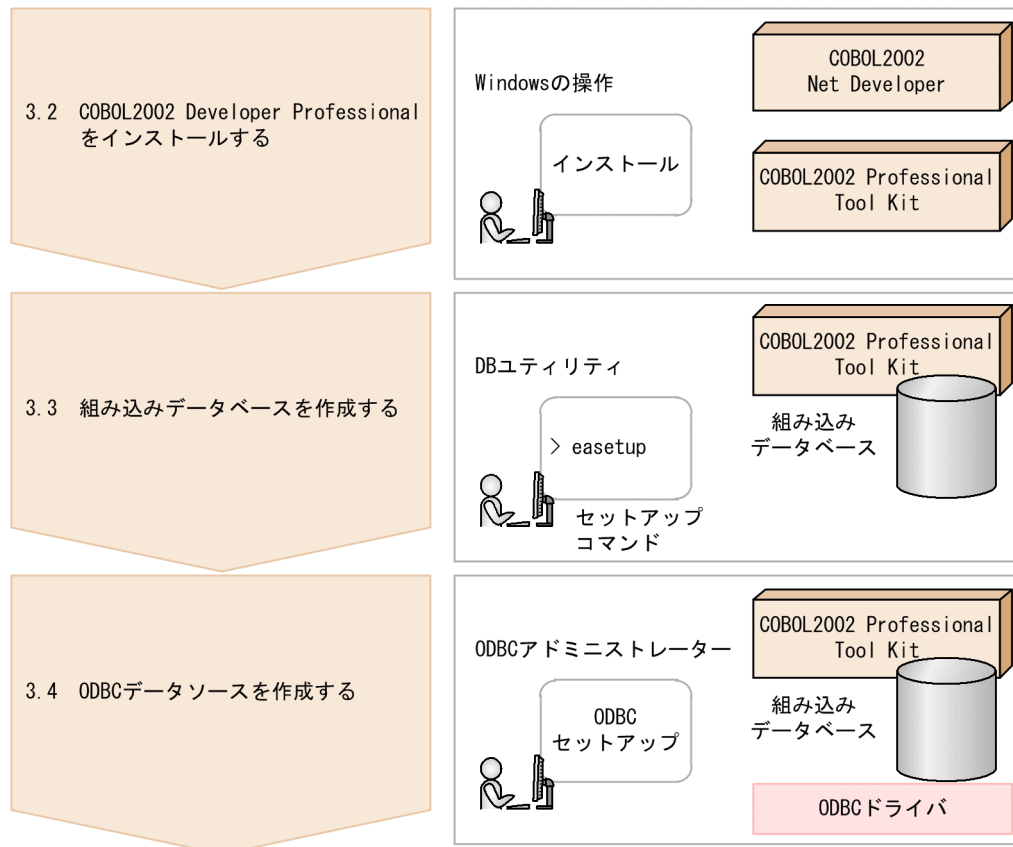 3.2 COBOL2002 Developer Professional
をインストールする
Windowsの操作
インストール
COBOL2002
Net Developer
COBOL2002 Professional
Tool Kit
3.3 組み込みデータベースを作成する
DBユティリティ
> easetup
セットアップ
コマンド
COBOL2002 Professional
Tool Kit
組み込み
データベース
3.4 ODBCデータソースを作成する
ODBCアドミニストレーター
ODBC
セットアップ
COBOL2002 Professional
Tool Kit
組み込み
データベース
ODBCドライバ